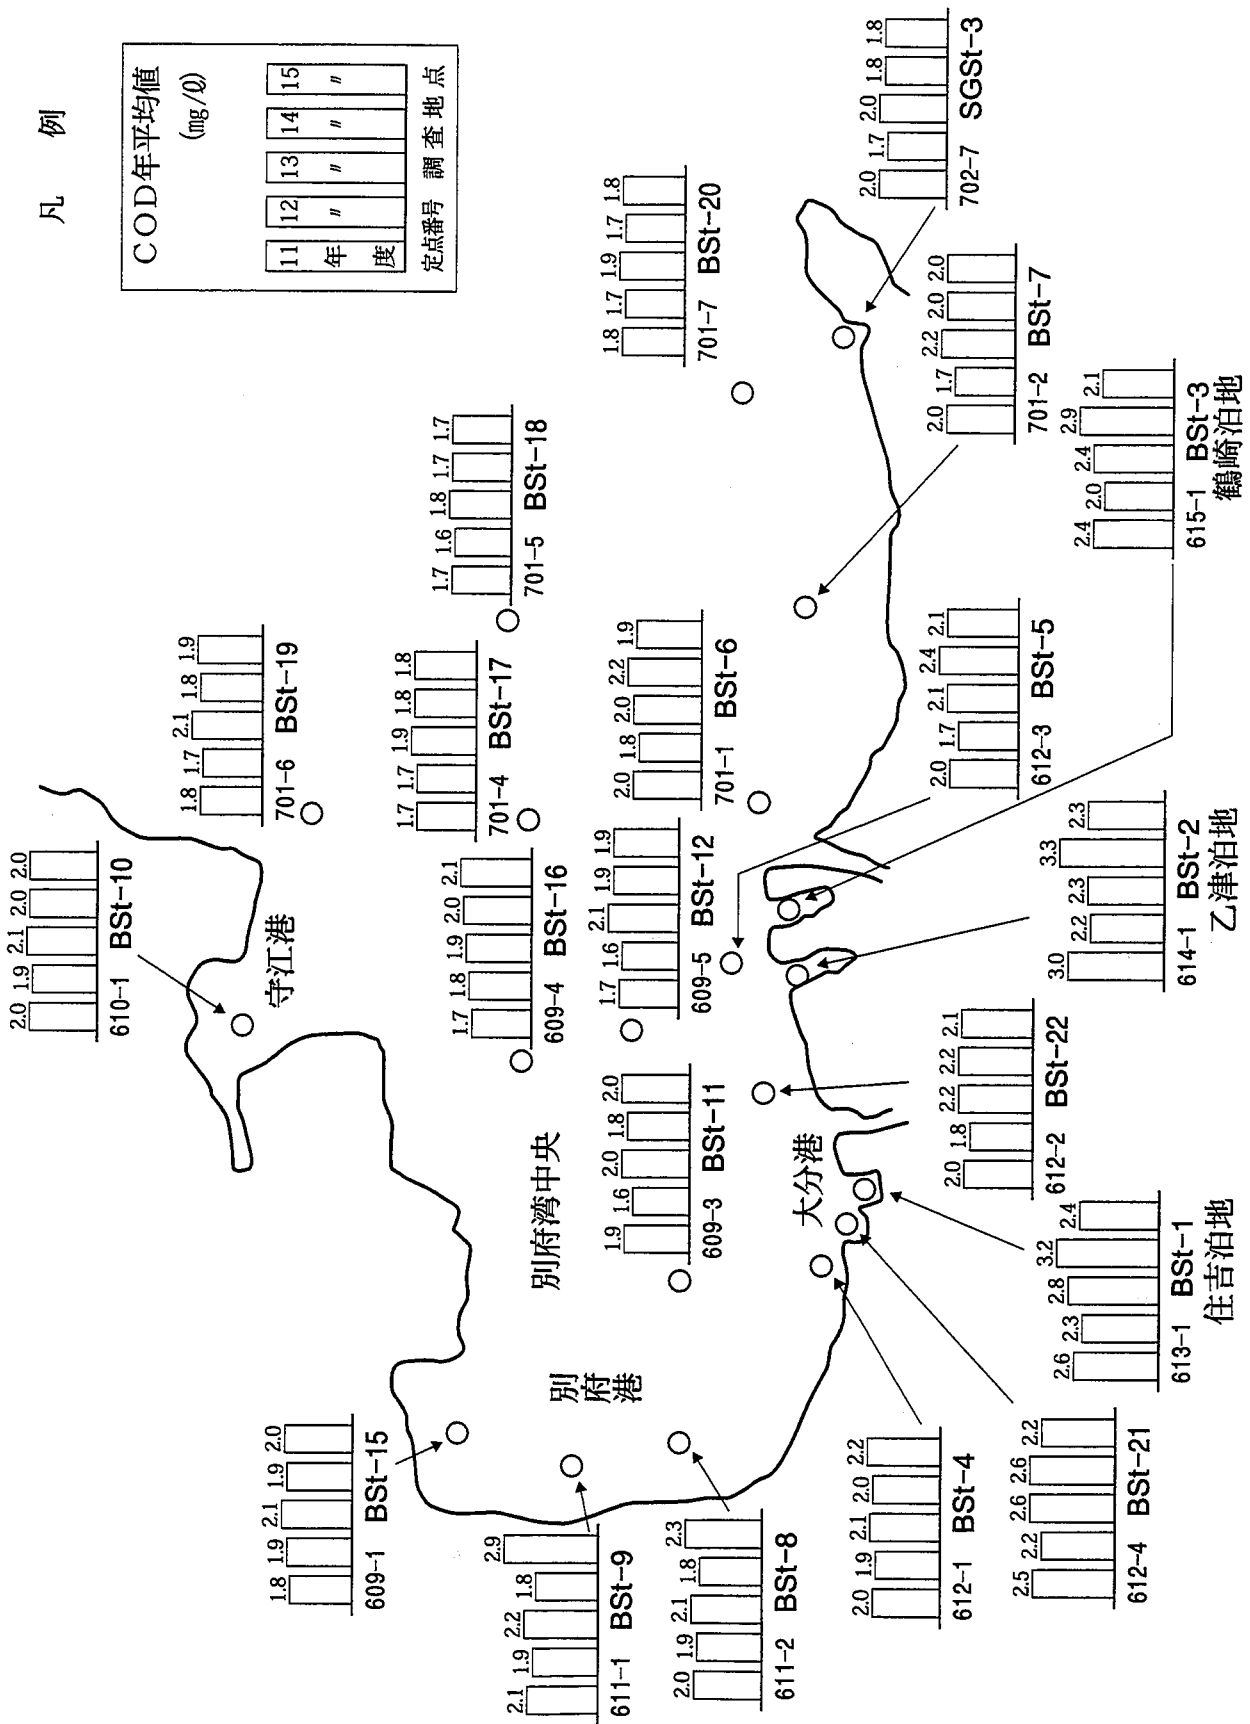 凡例
COD年平均値
(mg/ℓ)
11 12 13 14 15
年度 〃 〃 〃 〃
定点番号 調査地点
2.0 1.9 2.1 2.0 2.0
610-1 BSt-10
守江港
1.8 1.7 2.1 1.8 1.9
701-6 BSt-19
1.7 1.6 1.8 1.7 1.7
701-5 BSt-18
1.7 1.7 1.9 1.8 1.8
701-4 BSt-17
1.7 1.8 1.9 2.0 2.1
609-4 BSt-16
1.8 1.7 1.9 1.7 1.8
701-7 BSt-20
2.0 1.8 2.0 2.2 1.9
701-1 BSt-6
1.7 1.6 2.1 1.9 1.9
609-5 BSt-12
1.9 1.6 2.0 1.8 2.0
609-3 BSt-11
別府湾中央
1.8 1.9 2.1 1.9 2.0
609-1 BSt-15
別府港
2.1 1.9 2.2 1.8 2.9
611-1 BSt-9
2.0 1.9 2.1 1.8 2.3
611-2 BSt-8
大分港
2.0 1.7 2.0 1.8 1.8
702-7 SGSt-3
2.0 1.7 2.2 2.0 2.0
701-2 BSt-7
2.0 1.7 2.1 2.4 2.1
612-3 BSt-5
2.0 1.8 2.2 2.2 2.1
612-2 BSt-22
2.0 1.9 2.1 2.0 2.2
612-1 BSt-4
2.4 2.0 2.4 2.9 2.1
615-1 BSt-3
鶴崎泊地
3.0 2.2 2.3 3.3 2.3
614-1 BSt-2
乙津泊地
2.6 2.3 2.8 3.2 2.4
613-1 BSt-1
住吉泊地
2.5 2.2 2.6 2.6 2.2
612-4 BSt-21